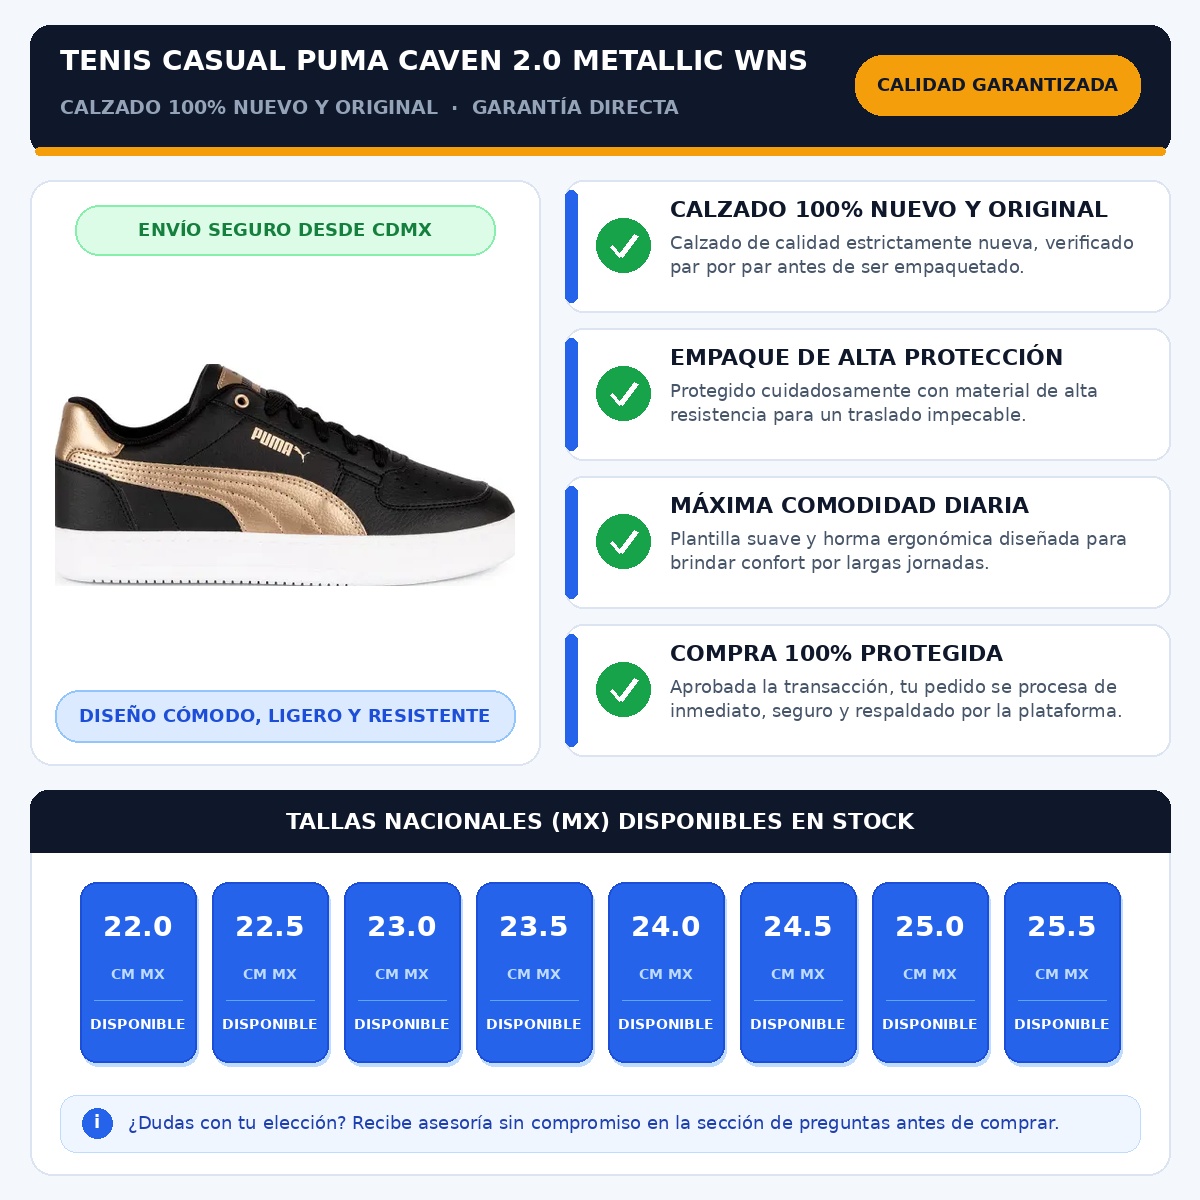 TENIS CASUAL PUMA CAVEN 2.0 METALLIC WNS
CALZADO 100% NUEVO Y ORIGINAL · GARANTÍA DIRECTA
CALIDAD GARANTIZADA
ENVÍO SEGURO DESDE CDMX
PUMA
DISEÑO CÓMODO, LIGERO Y RESISTENTE
CALZADO 100% NUEVO Y ORIGINAL
Calzado de calidad estrictamente nueva, verificado
par por par antes de ser empaquetado.
EMPAQUE DE ALTA PROTECCIÓN
Protegido cuidadosamente con material de alta
resistencia para un traslado impecable.
MÁXIMA COMODIDAD DIARIA
Plantilla suave y horma ergonómica diseñada para
brindar confort por largas jornadas.
COMPRA 100% PROTEGIDA
Aprobada la transacción, tu pedido se procesa de
inmediato, seguro y respaldado por la plataforma.
TALLAS NACIONALES (MX) DISPONIBLES EN STOCK
22.0 22.5 23.0 23.5 24.0 24.5 25.0 25.5
CM MX CM MX CM MX CM MX CM MX CM MX CM MX CM MX
DISPONIBLE DISPONIBLE DISPONIBLE DISPONIBLE DISPONIBLE DISPONIBLE DISPONIBLE DISPONIBLE
i ¿Dudas con tu elección? Recibe asesoría sin compromiso en la sección de preguntas antes de comprar.